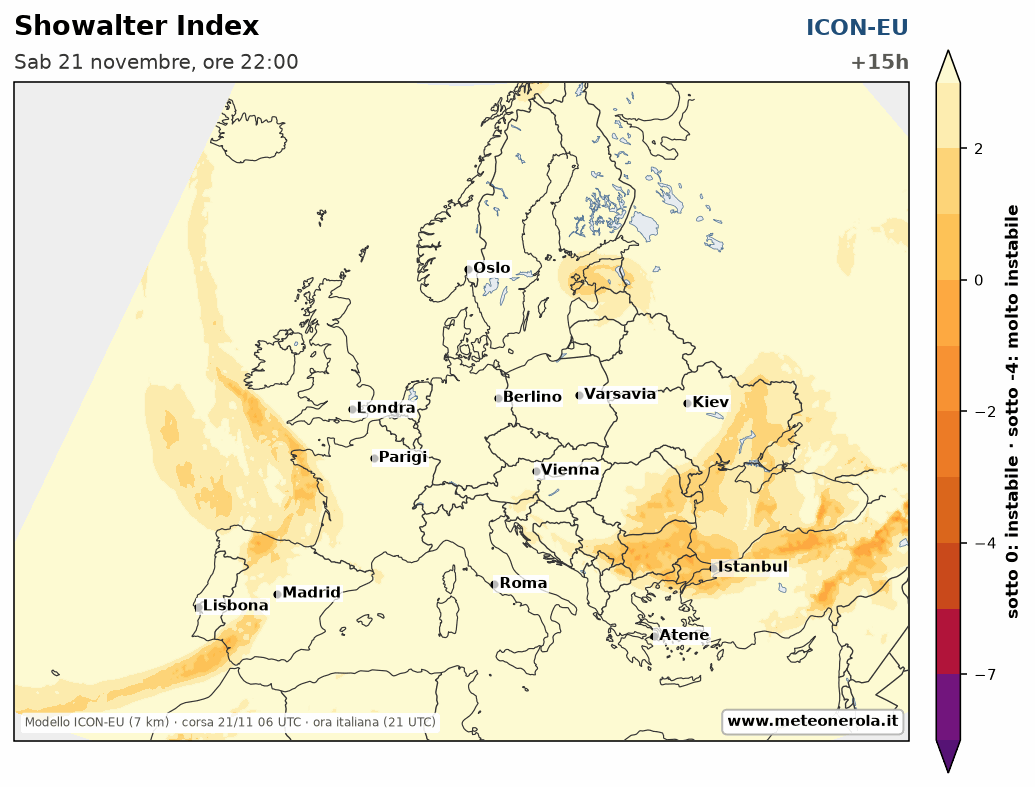 Showalter Index
ICON-EU
Sab 21 novembre, ore 22:00
+15h
Oslo
Londra
Berlino
Varsavia
Kiev
Parigi
Vienna
Istanbul
Roma
Madrid
Lisbona
Atene
Modello ICON-EU (7 km) · corsa 21/11 06 UTC · ora italiana (21 UTC)
www.meteonerola.it
2
0
−2
−4
−7
sotto 0: instabile · sotto -4: molto instabile